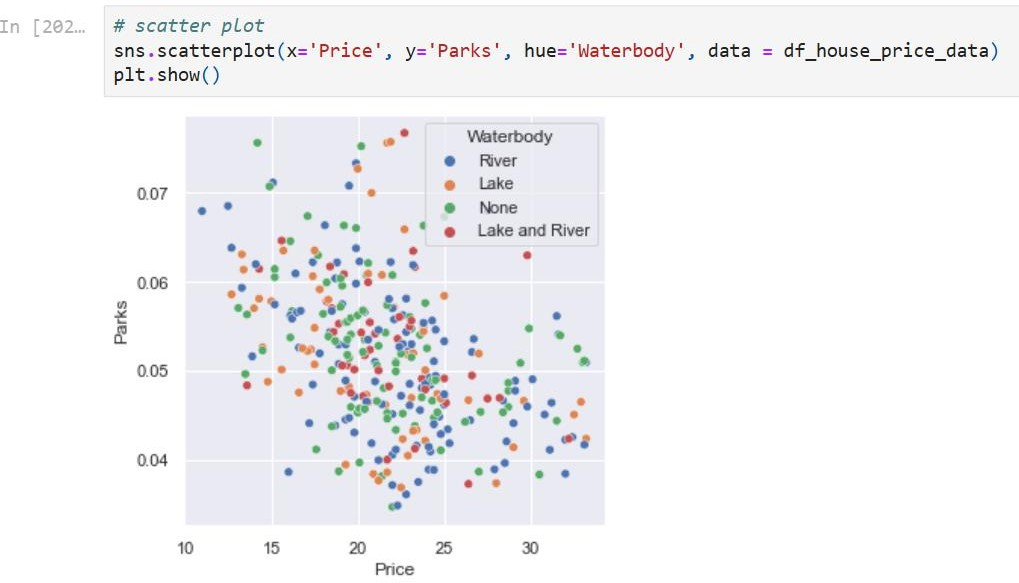 In [202…
# scatter plot
sns.scatterplot(x='Price', y='Parks', hue='Waterbody', data = df_house_price_data)
plt.show()
Waterbody
River
Lake
None
Lake and River
0.07
0.06
0.05
0.04
Parks
10 15 20 25 30
Price